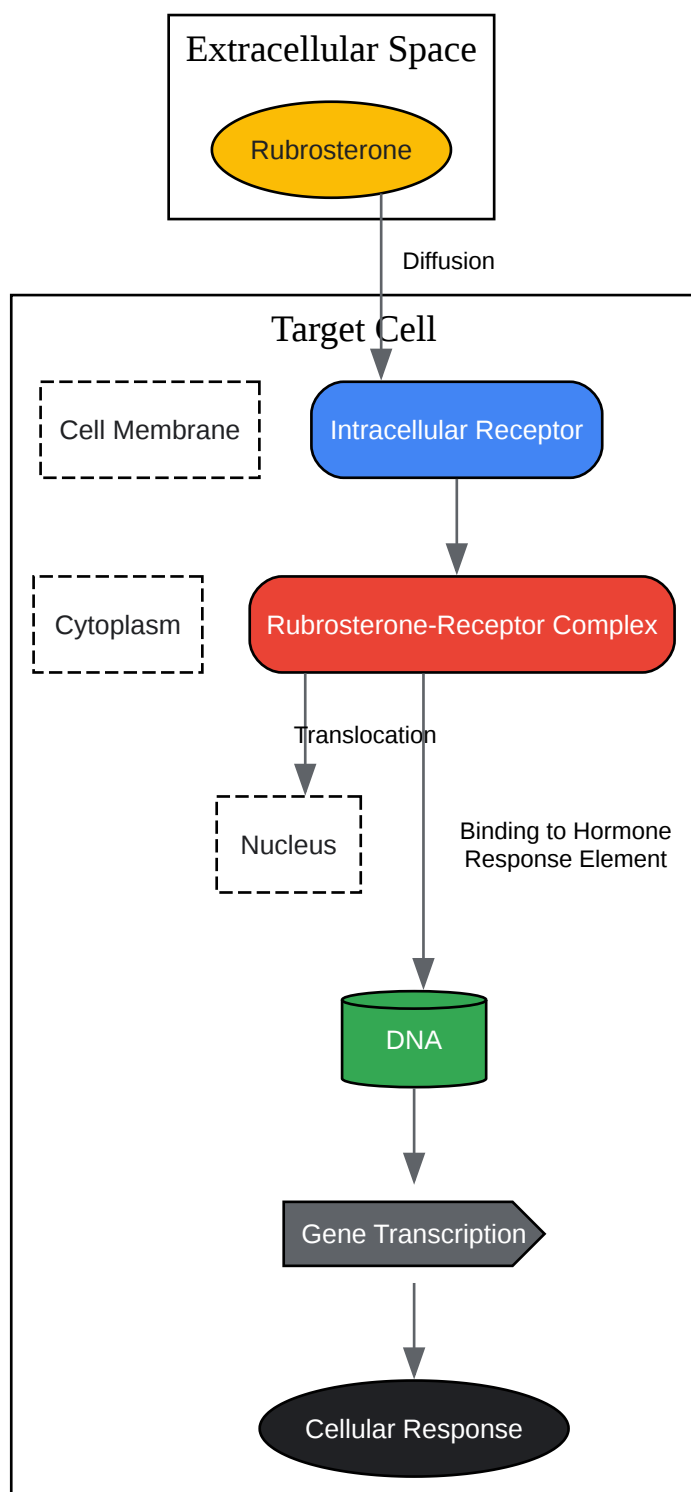 Extracellular Space
Rubrosterone
Diffusion
Target Cell
Cell Membrane
Intracellular Receptor
Cytoplasm
Rubrosterone-Receptor Complex
Translocation
Nucleus
Binding to Hormone
Response Element
DNA
Gene Transcription
Cellular Response